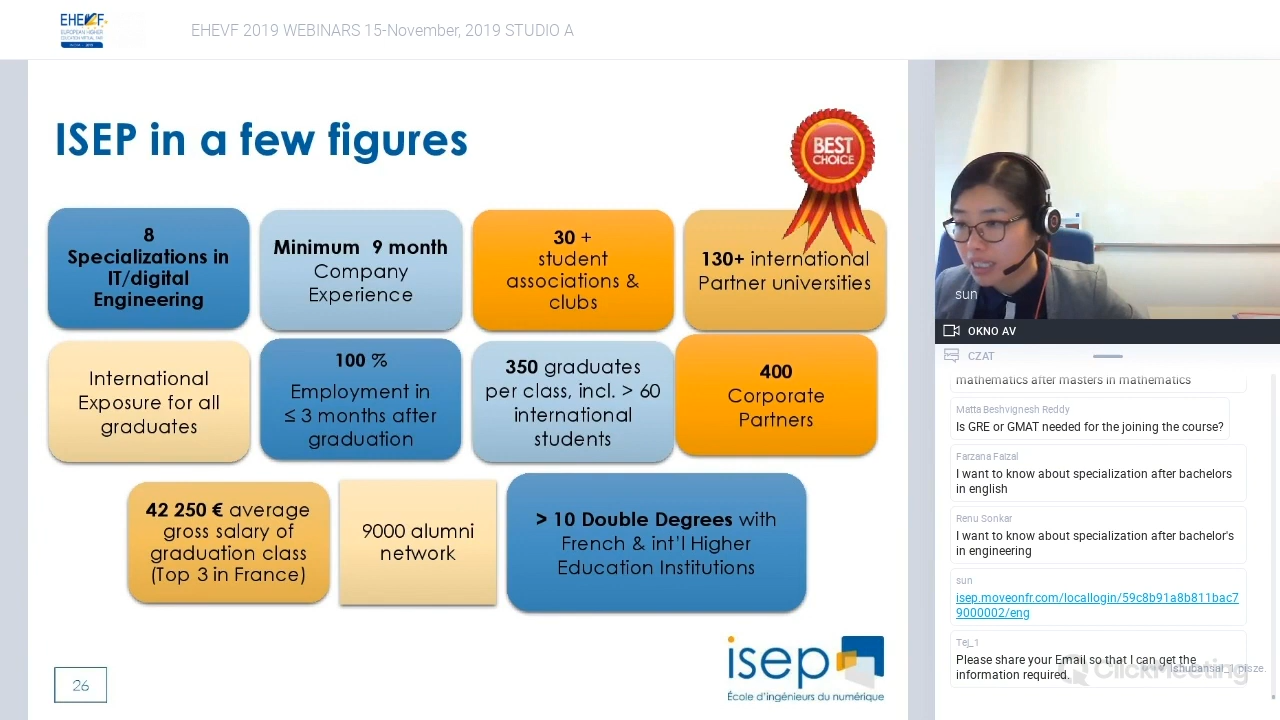 EHEVF
EUROPEAN HIGHER
EDUCATION VIRTUAL FAIR
EHEVF 2019 WEBINARS 15-November, 2019 STUDIO A
ISEP in a few figures
BEST
CHOICE
8
Specializations in
IT/digital
Engineering
Minimum 9 month
Company
Experience
30 +
student
associations &
clubs
130+ international
Partner universities
International
Exposure for all
graduates
100 %
Employment in
≤ 3 months after
graduation
350 graduates
per class, incl. > 60
international
students
400
Corporate
Partners
42 250 € average
gross salary of
graduation class
(Top 3 in France)
9000 alumni
network
> 10 Double Degrees with
French & int'l Higher
Education Institutions
26
isep
École d'ingénieurs du numérique
sun
OKNO AV
CZAT
mathematics after masters in mathematics
Matta Beshvignesh Reddy
Is GRE or GMAT needed for the joining the course?
Farzana Faizal
I want to know about specialization after bachelors
in english
Renu Sonkar
I want to know about specialization after bachelor's
in engineering
sun
isep.moveonfr.com/locallogin/59c8b91a8b811bac7
9000002/eng
Tej_1
Please share your Email so that I can get the
information required.
ClickMeeting
ishubansal_1 pisze.